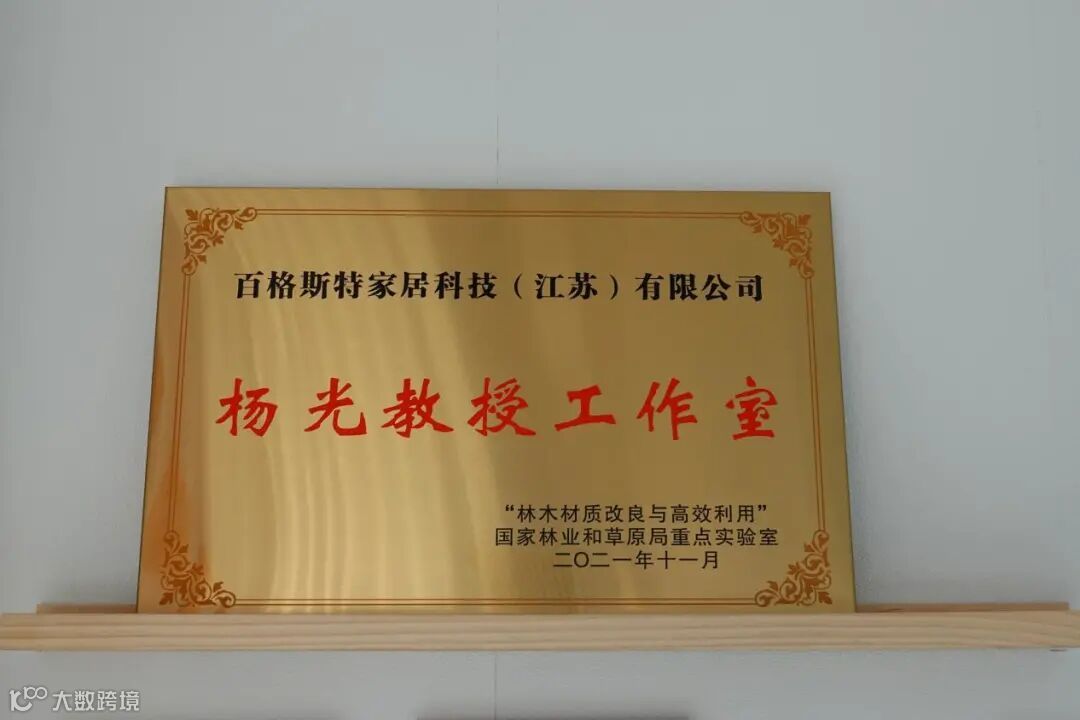 百格斯特家居科技（江苏）有限公司
杨光教授工作室
“林木材质改良与高效利用”
国家林业和草原局重点实验室
二〇二一年十一月
大数跨境